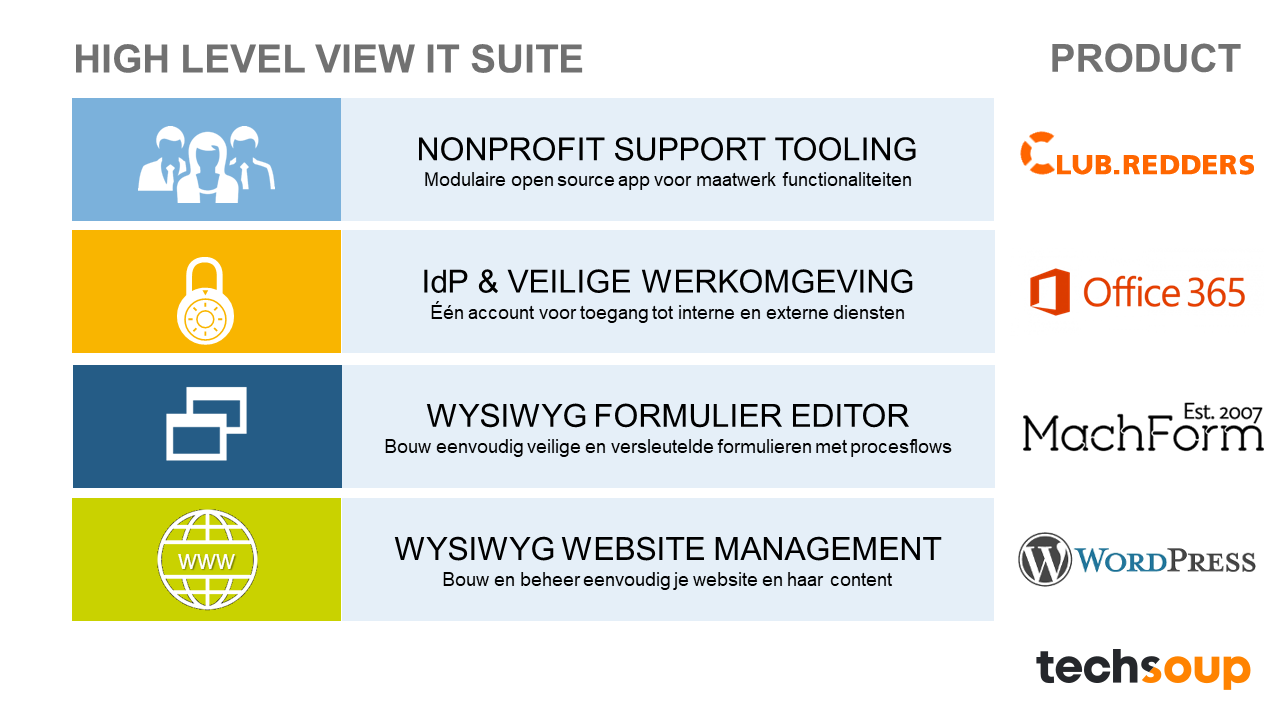 HIGH LEVEL VIEW IT SUITE
PRODUCT
NONPROFIT SUPPORT TOOLING
Modulaire open source app voor maatwerk functionaliteiten
CLUB.REDDERS
IdP & VEILIGE WERKOMGEVING
Één account voor toegang tot interne en externe diensten
Office 365
WYSIWYG FORMULIER EDITOR
Bouw eenvoudig veilige en versleutelde formulieren met procesflows
Est. 2007
MachForm
www
WYSIWYG WEBSITE MANAGEMENT
Bouw en beheer eenvoudig je website en haar content
WORDPRESS
techsoup